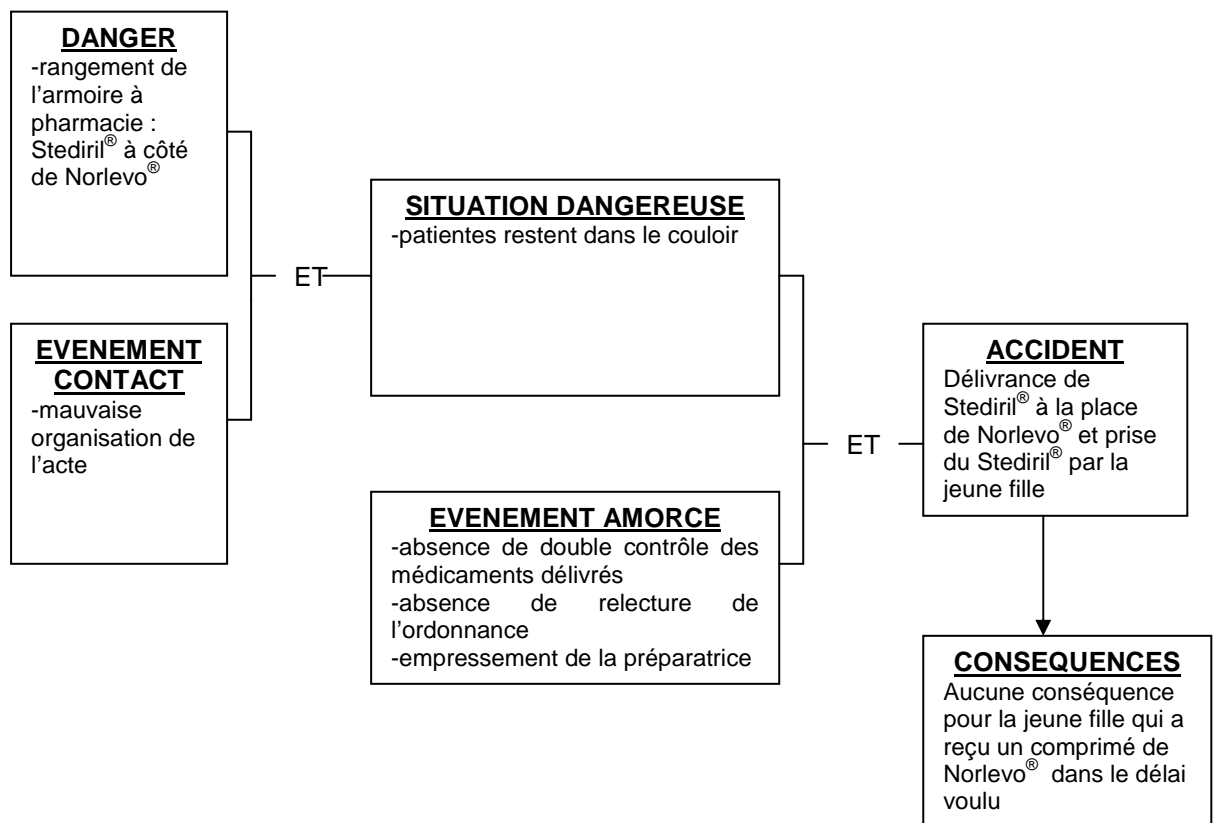 DANGER
-rangement de
l’armoire à
pharmacie :
Stediril® à côté
de Norlevo®
EVENEMENT
CONTACT
-mauvaise
organisation de
l’acte
ET
SITUATION DANGEREUSE
-patientes restent dans le couloir
EVENEMENT AMORCE
-absence de double contrôle des
médicaments délivrés
-absence de relecture de
l’ordonnance
-empressement de la préparatrice
ET
ACCIDENT
Délivrance de
Stediril® à la place
de Norlevo® et prise
du Stediril® par la
jeune fille
CONSEQUENCES
Aucune conséquence
pour la jeune fille qui a
reçu un comprimé de
Norlevo® dans le délai
voulu